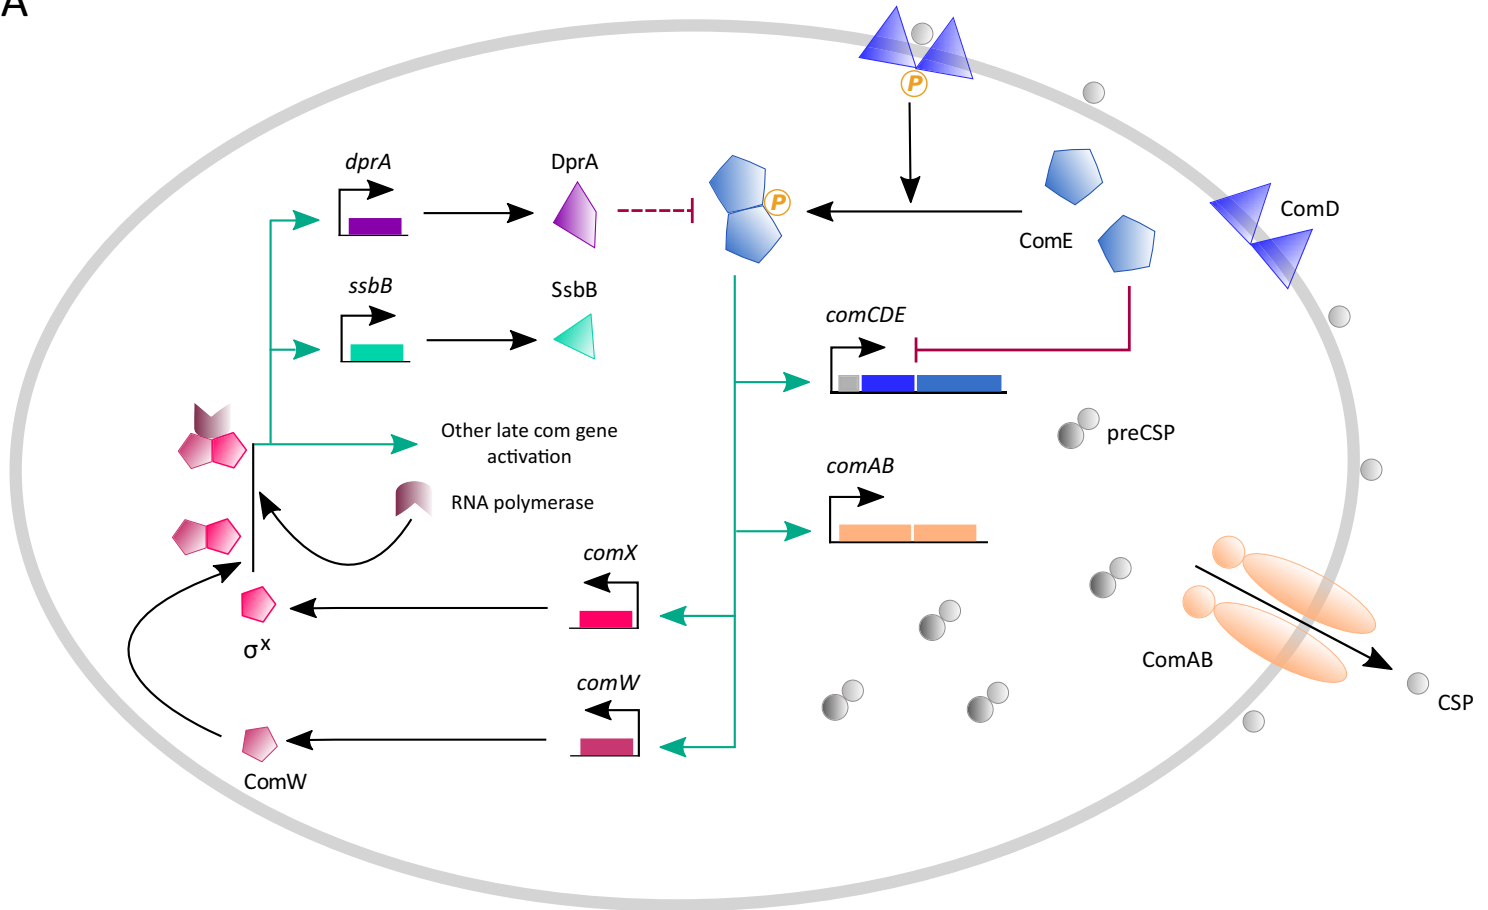 A
P
dprA
DprA
P
ComD
ComE
ssbB
SsbB
comCDE
Other late com gene
activation
preCSP
comAB
RNA polymerase
comX
σx
ComAB
comW
CSP
ComW